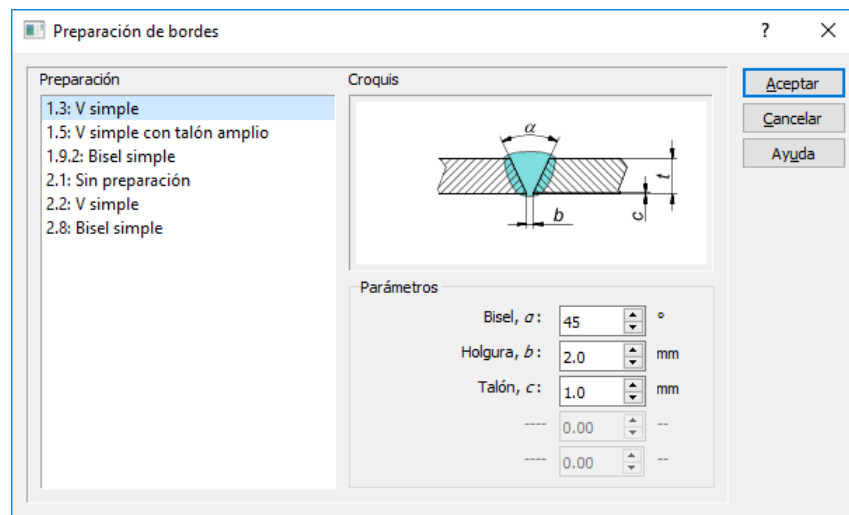 Preparación de bordes
?
Preparación
1.3: V simple
1.5: V simple con talón amplio
1.9.2: Bisel simple
2.1: Sin preparación
2.2: V simple
2.8: Bisel simple
Croquis
α
t
b
c
Parámetros
Bisel, α: 45 °
Holgura, b: 2.0 mm
Talón, c: 1.0 mm
---- 0.00 --
---- 0.00 --
Aceptar
Cancelar
Ayuda